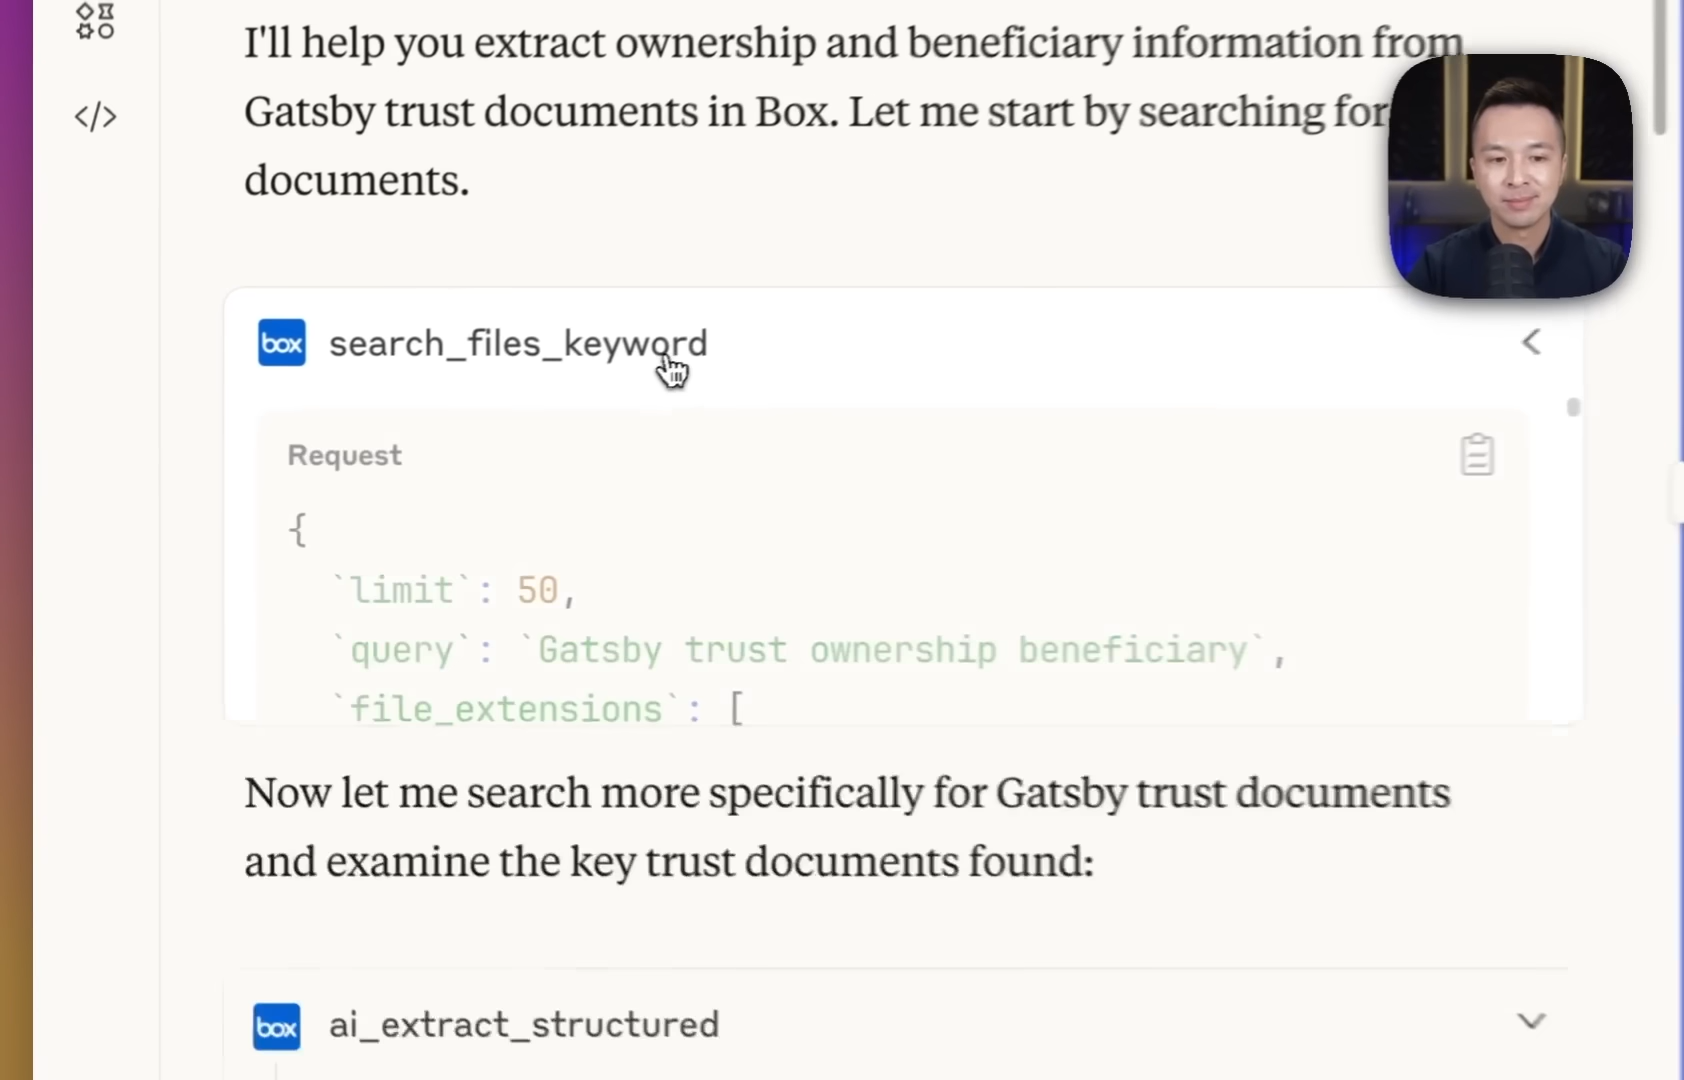 I'll help you extract ownership and beneficiary information from
Gatsby trust documents in Box. Let me start by searching for
documents.
box search_files_keyword
Request
{
`limit`: 50,
`query`: `Gatsby trust ownership beneficiary`,
`file_extensions`: [
Now let me search more specifically for Gatsby trust documents
and examine the key trust documents found:
box ai_extract_structured